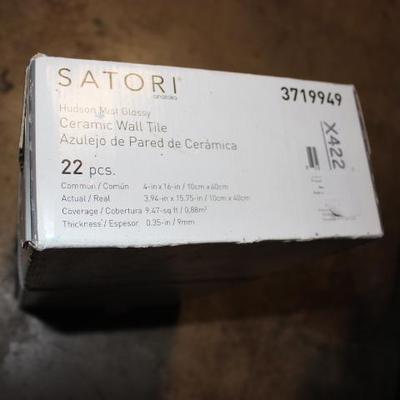 SATORI
anatolia
3719949
Hudson Mist Glossy
Ceramic Wall Tile
Azulejo de Pared de Cerámica
X422
22 pcs.
Common / Común 4-in x 16-in / 10cm x 40cm
Actual / Real 3.94-in x 15.75-in / 10cm x 40cm
Coverage / Cobertura 9.47-sq ft / 0,88m²
Thickness / Espesor 0.35-in / 9mm